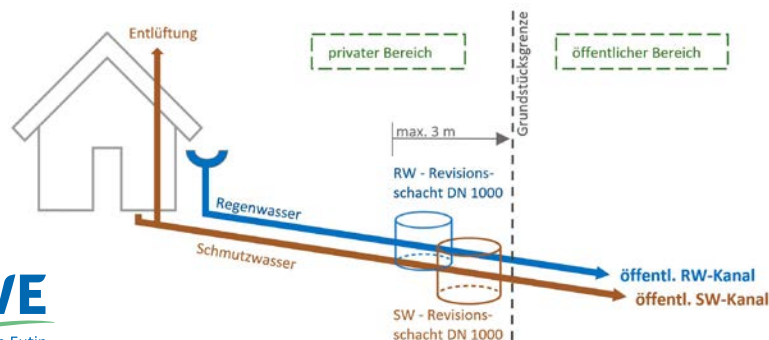 Entlüftung
privater Bereich
Grundstücksgrenze
öffentlicher Bereich
max. 3 m
RW - Revisions-
schacht DN 1000
Regenwasser
Schmutzwasser
öffentl. RW-Kanal
öffentl. SW-Kanal
SW - Revisions-
schacht DN 1000
VE
Eutin